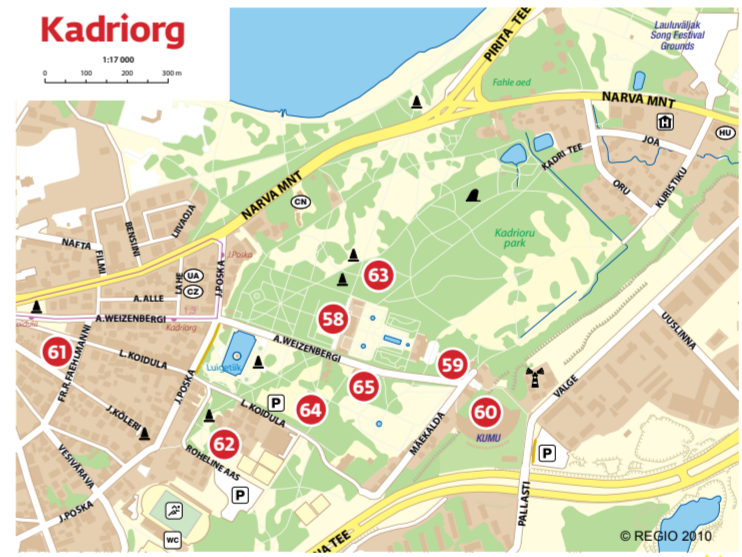 Kadriorg
1:17 000
0 100 200 300 m
PIRITA TEE
Lauluväljak
Song Festival
Grounds
Fahle aed
NARVA MNT
H
HU
JOA
KADRI TEE
ORU
KURISTIKU
Kadrioru
park
NARVA MNT
CN
LIIVAOJA
BENSIINI
NAFTA
FILMI
J.Poska
J.POSKA
LAHE
UA
CZ
A. ALLE
A.WEIZENBERGI
Kadriorg
63
58
A.WEIZENBERGI
59
UUSLINNA
61
FR.R.FAEHLMANNI
L. KOIDULA
J.POSKA
Luigetiik
65
VALGE
64
P
L. KOIDULA
60
KUMU
MÄEKALDA
J.KÕLERI
62
ROHELINE AAS
P
P
VESIVÄRAVA
J.POSKA
WC
PALLASTI
NA TEE
© REGIO 2010